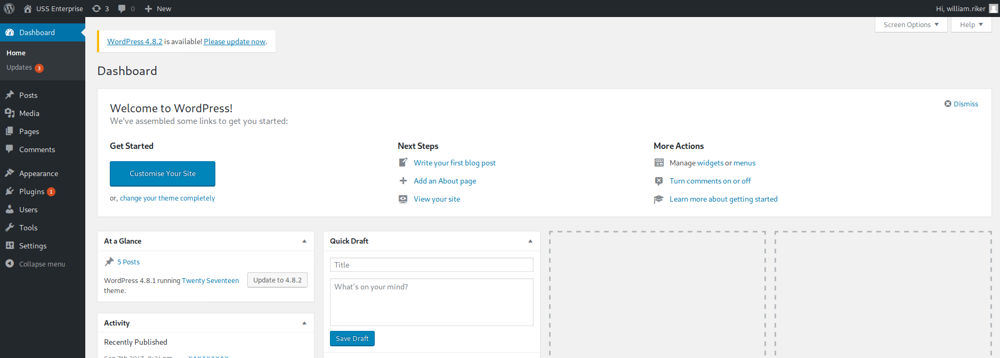 USS Enterprise 3 0 New Hi, william.riker
Screen Options Help
Dashboard
Home
Updates 3
Posts
Media
Pages
Comments
Appearance
Plugins 1
Users
Tools
Settings
Collapse menu
WordPress 4.8.2 is available! Please update now.
Dashboard
Welcome to WordPress!
We've assembled some links to get you started:
Dismiss
Get Started
Customise Your Site
or, change your theme completely
Next Steps
Write your first blog post
Add an About page
View your site
More Actions
Manage widgets or menus
Turn comments on or off
Learn more about getting started
At a Glance
5 Posts
WordPress 4.8.1 running Twenty Seventeen
theme.
Update to 4.8.2
Activity
Recently Published
Quick Draft
Title
What's on your mind?
Save Draft